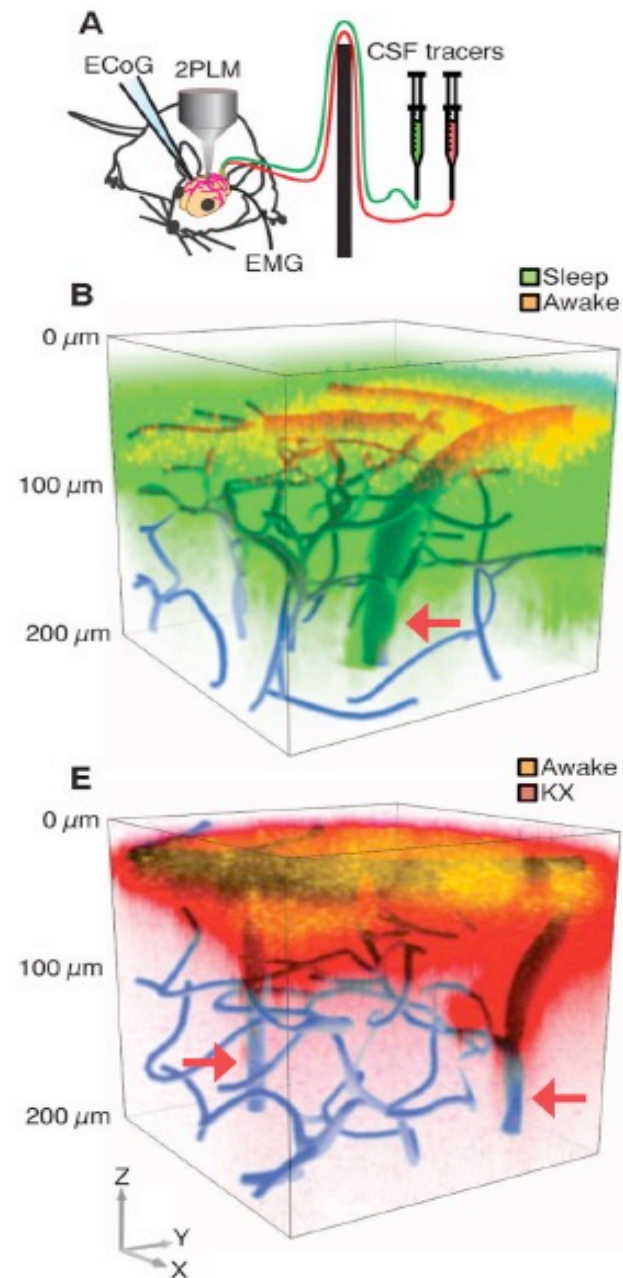 A
ECoG
2PLM
CSF tracers
EMG
B
Sleep
Awake
0 μm
100 μm
200 μm
E
Awake
KX
0 μm
100 μm
200 μm
Z
Y
X